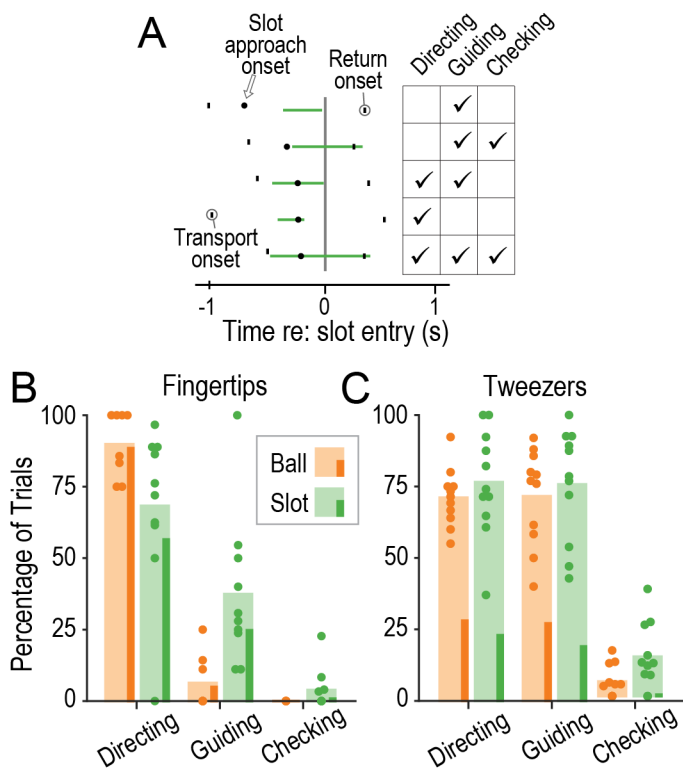 A
Slot
approach
onset
Return
onset
Directing
Guiding
Checking
Transport
onset
-1
0
1
Time re: slot entry (s)
B
Fingertips
C
Tweezers
Percentage of Trials
100
75
50
25
0
Ball
Slot
Directing
Guiding
Checking
100
75
50
25
0
Directing
Guiding
Checking